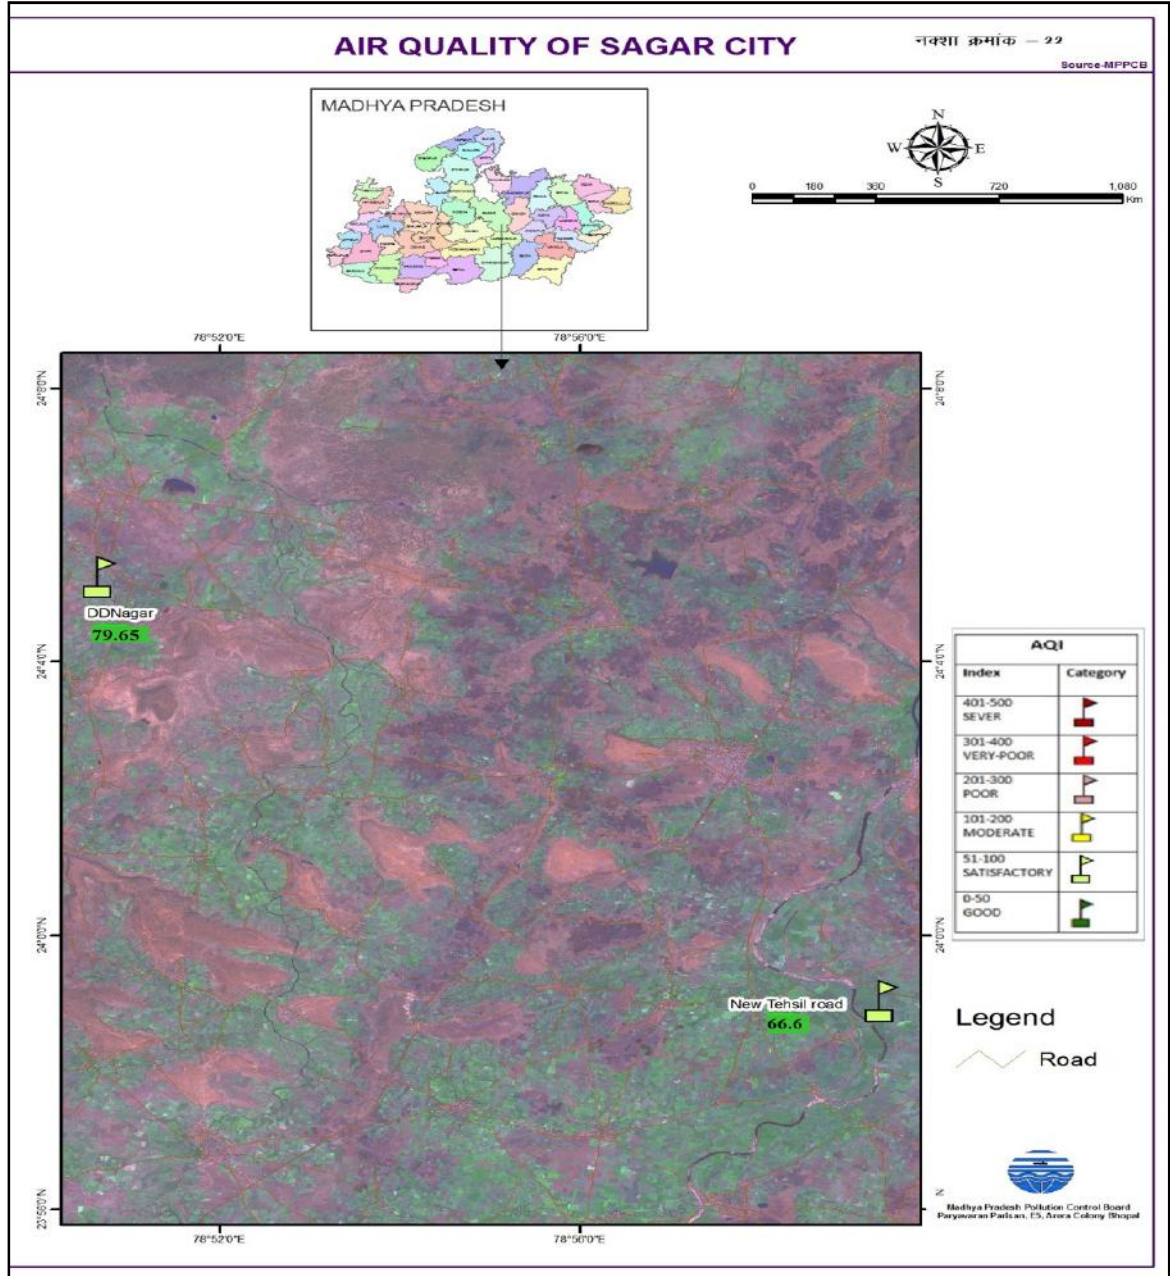 AIR QUALITY OF SAGAR CITY
नक्शा क्रमांक – 22
Source-MPPCB
MADHYA PRADESH
N
W E
S
0 180 360 720 1,080
Km
78°52'0"E 78°56'0"E
24°8'0"N 24°8'0"N
DDNagar
79.65
24°4'0"N 24°4'0"N
AQI
Index Category
401-500
SEVER
301-400
VERY-POOR
201-300
POOR
101-200
MODERATE
51-100
SATISFACTORY
0-50
GOOD
24°0'0"N 24°0'0"N
New Tehsil road
66.6
Legend
Road
23°56'0"N N
78°52'0"E 78°56'0"E
Madhya Pradesh Pollution Control Board
Paryavaran Parisan, E5, Arera Colony Bhopal